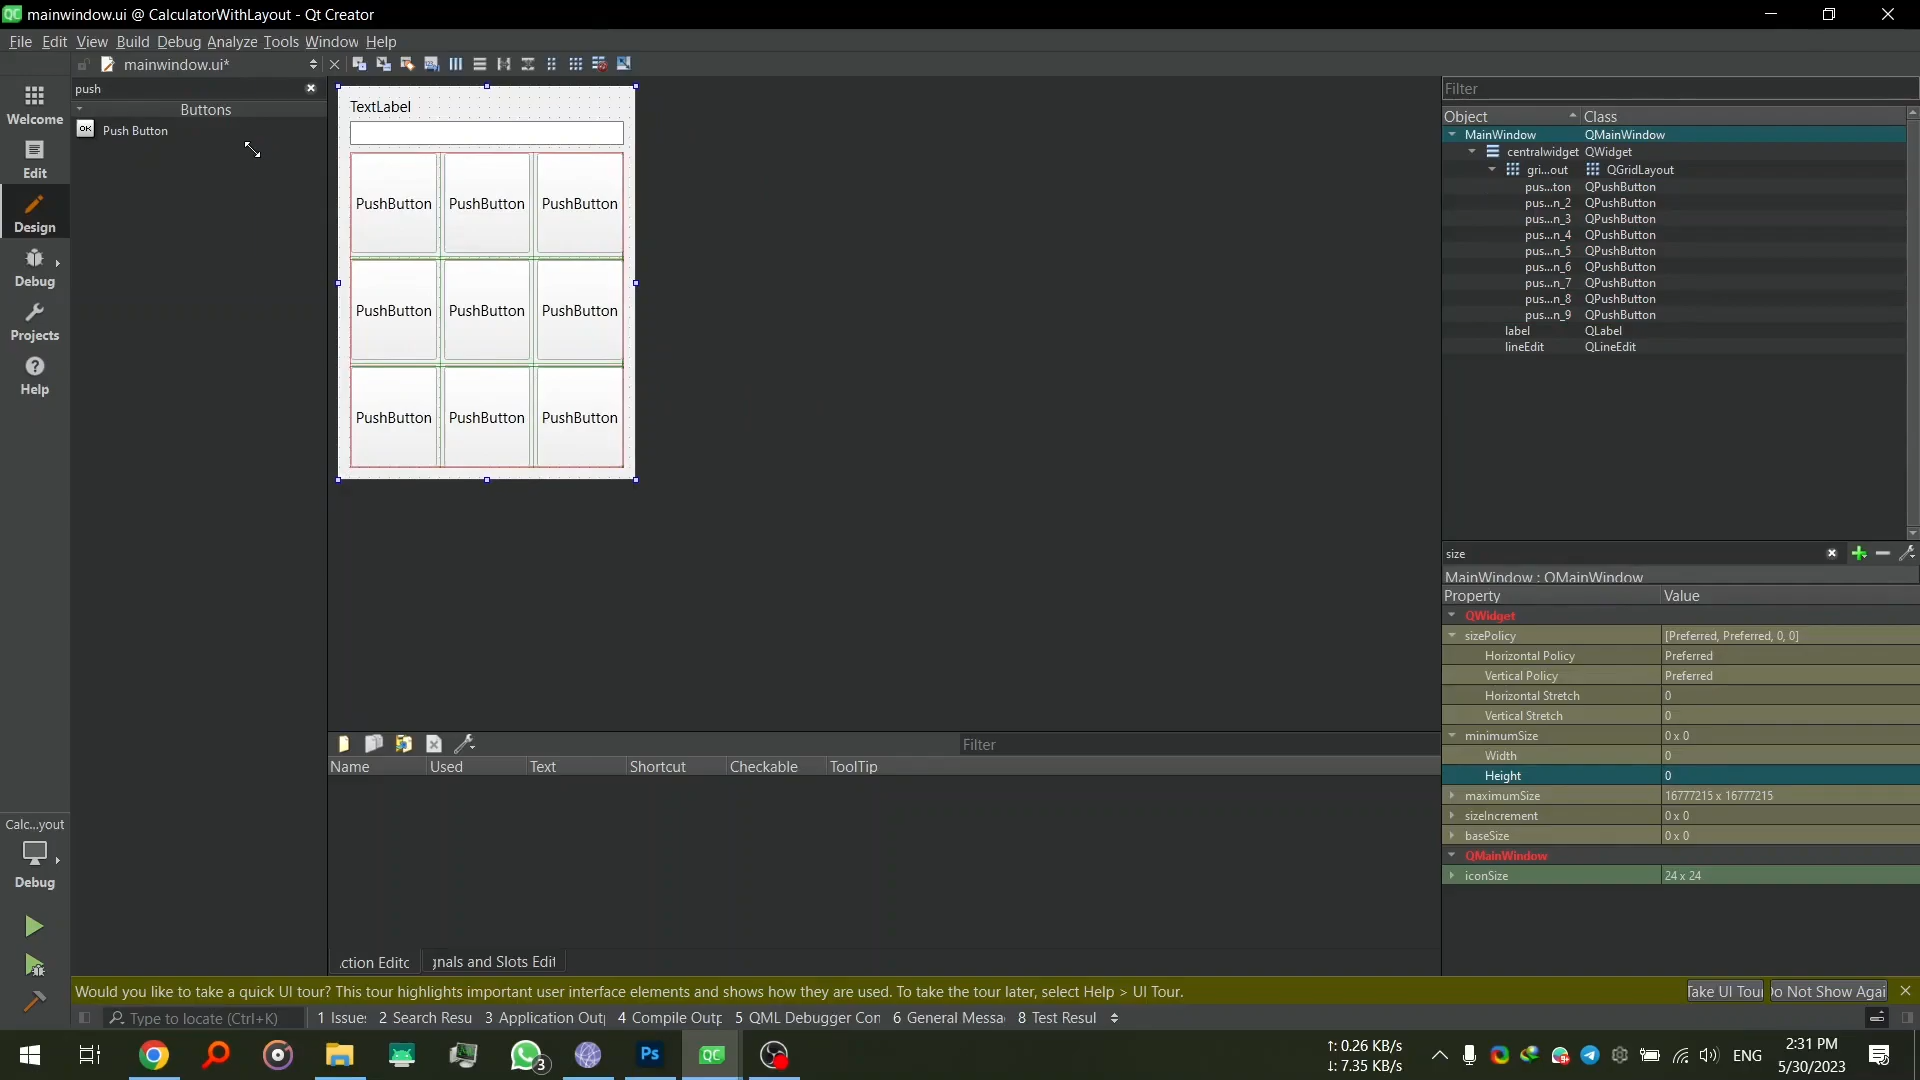 mainwindow.ui @ CalculatorWithLayout - Qt Creator
File Edit View Build Debug Analyze Tools Window Help
mainwindow.ui*
push
Buttons
OK Push Button
Welcome
Edit
Design
Debug
Projects
Help
Calc...yout
Debug
TextLabel
PushButton PushButton PushButton
PushButton PushButton PushButton
PushButton PushButton PushButton
Filter
Name Used Text Shortcut Checkable ToolTip
.ction Editc gnals and Slots Edit
Filter
Object Class
MainWindow QMainWindow
centralwidget QWidget
gri...out QGridLayout
pus...ton QPushButton
pus...n_2 QPushButton
pus...n_3 QPushButton
pus...n_4 QPushButton
pus...n_5 QPushButton
pus...n_6 QPushButton
pus...n_7 QPushButton
pus...n_8 QPushButton
pus...n_9 QPushButton
label QLabel
lineEdit QLineEdit
size
MainWindow : QMainWindow
Property Value
QWidget
sizePolicy [Preferred, Preferred, 0, 0]
Horizontal Policy Preferred
Vertical Policy Preferred
Horizontal Stretch 0
Vertical Stretch 0
minimumSize 0 x 0
Width 0
Height 0
maximumSize 16777215 x 16777215
sizeIncrement 0 x 0
baseSize 0 x 0
QMainWindow
iconSize 24 x 24
Would you like to take a quick UI tour? This tour highlights important user interface elements and shows how they are used. To take the tour later, select Help > UI Tour. Take UI Tour Do Not Show Agai
Type to locate (Ctrl+K) 1 Issue: 2 Search Resu 3 Application Out 4 Compile Outp 5 QML Debugger Con 6 General Messa 8 Test Resul
Ps QC 3
↑: 0.26 KB/s
↓: 7.35 KB/s
ENG
2:31 PM
5/30/2023